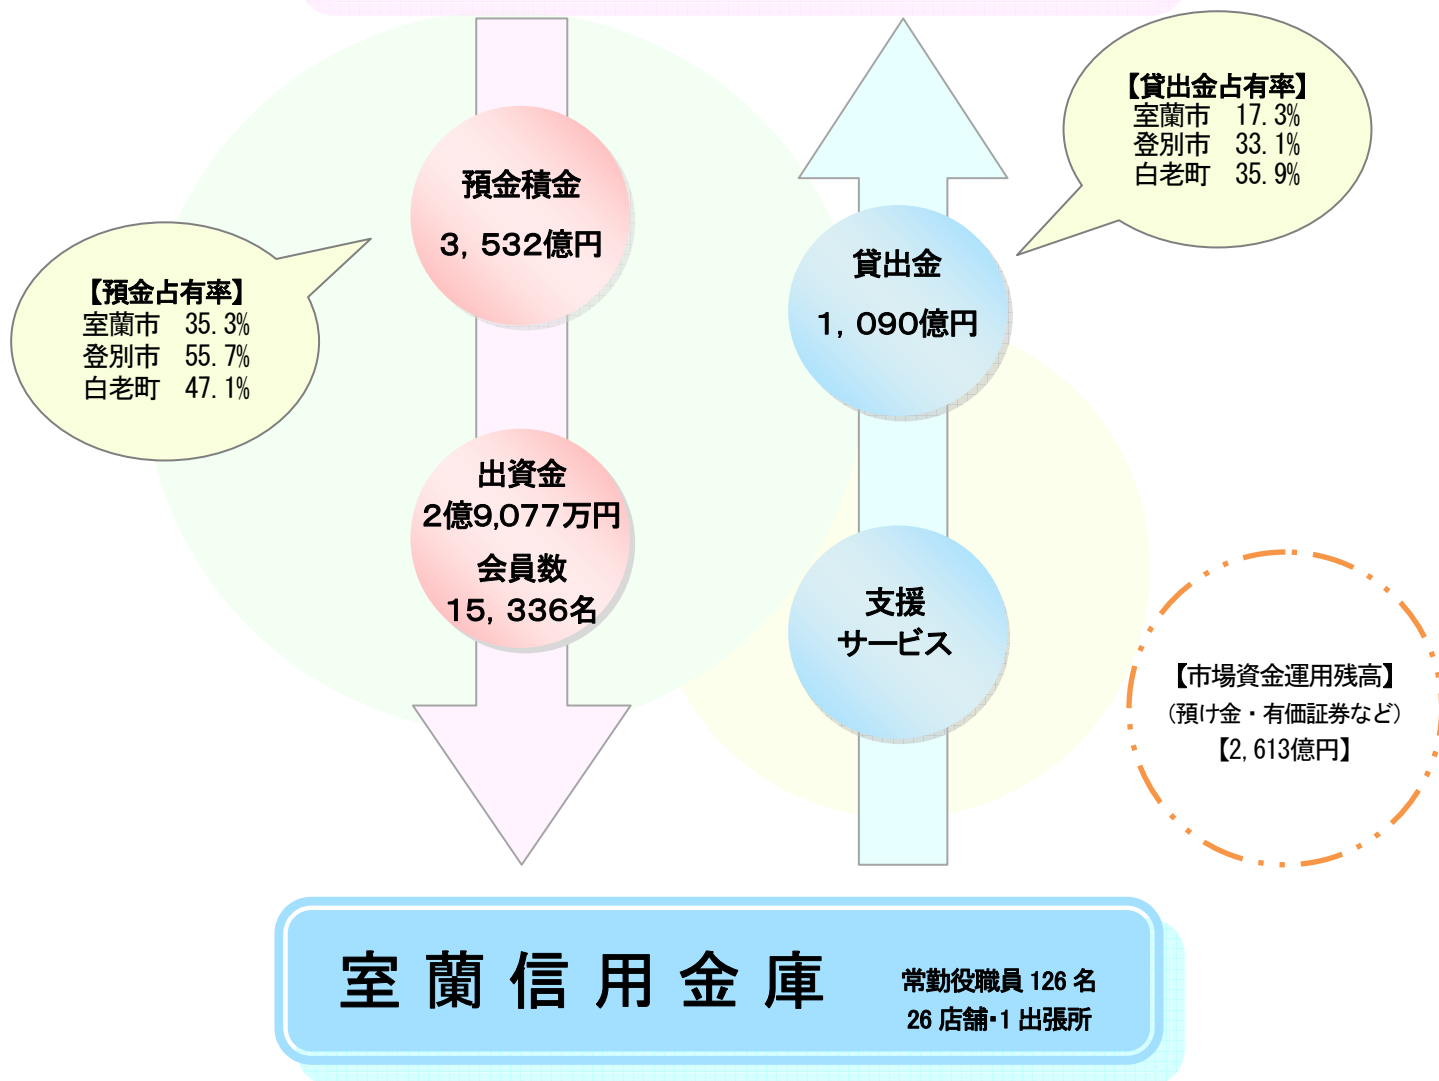 【貸出金占有率】
室蘭市 17.3%
登別市 33.1%
白老町 35.9%
預金積金
3,532億円
貸出金
1,090億円
【預金占有率】
室蘭市 35.3%
登別市 55.7%
白老町 47.1%
出資金
2億9,077万円
会員数
15,336名
支援
サービス
【市場資金運用残高】
(預け金・有価証券など)
【2,613億円】
室蘭信用金庫
常勤役職員 126 名
26 店舗・1 出張所